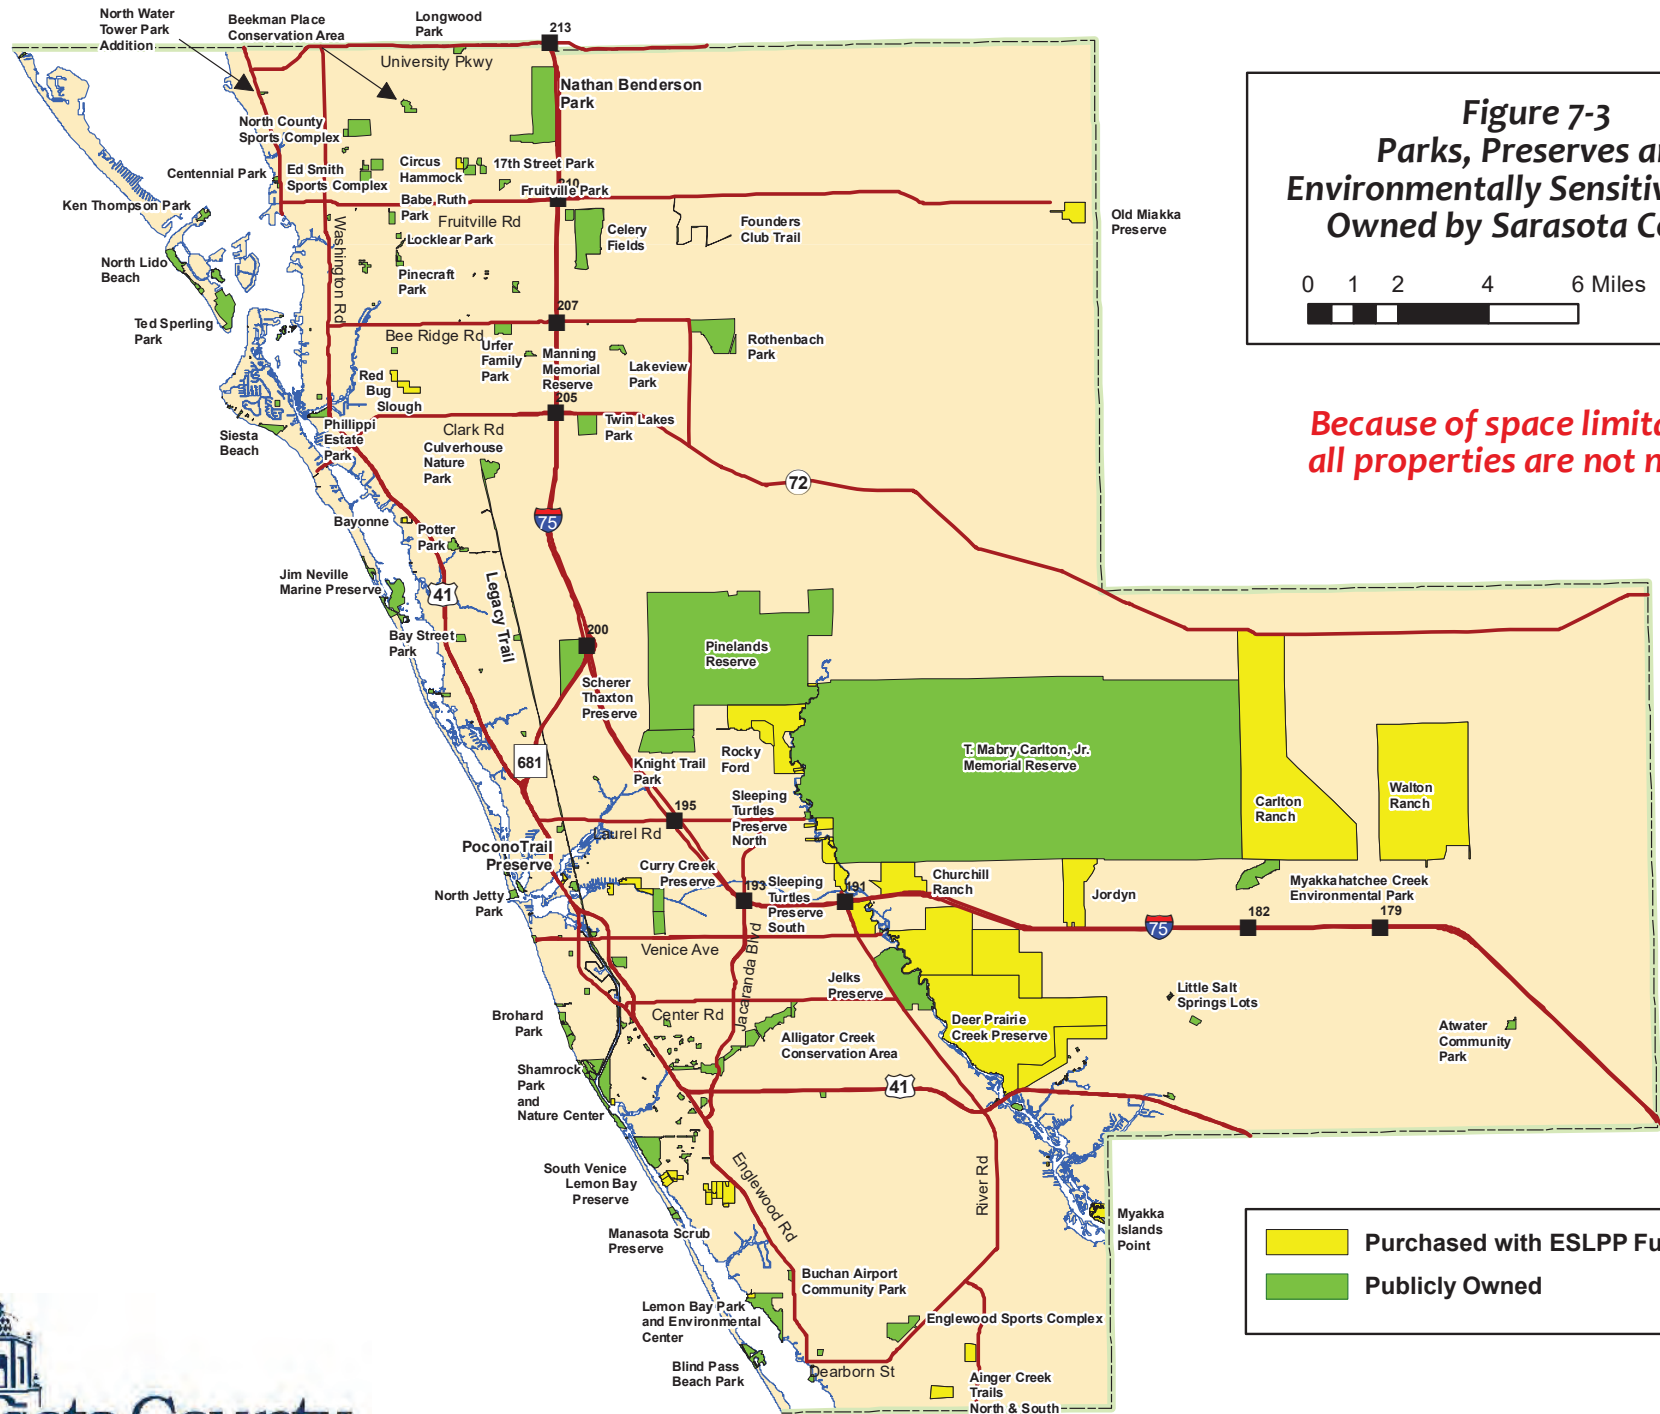 North Water
Tower Park
Addition
Beekman Place
Conservation Area
Longwood
Park
213
University Pkwy
Nathan Benderson
Park
North County
Sports Complex
Centennial Park
Ed Smith
Sports Complex
Circus
Hammock
17th Street Park
210
Fruitville Park
Ken Thompson Park
Babe Ruth
Park
Fruitville Rd
Locklear Park
Washington Rd
Celery
Fields
Founders
Club Trail
Old Miakka
Preserve
North Lido
Beach
Pinecraft
Park
Ted Sperling
Park
207
Bee Ridge Rd
Urfer
Family
Park
Manning
Memorial
Reserve
Lakeview
Park
Rothenbach
Park
Red
Bug
Slough
205
Siesta
Beach
Phillippi
Estate
Park
Clark Rd
Twin Lakes
Park
Culverhouse
Nature
Park
72
75
Bayonne
Potter
Park
Jim Neville
Marine Preserve
41
Legacy Trail
Bay Street
Park
200
Pinelands
Reserve
Scherer
Thaxton
Preserve
681
Knight Trail
Park
Rocky
Ford
T. Mabry Carlton, Jr.
Memorial Reserve
Carlton
Ranch
Walton
Ranch
Sleeping
Turtles
Preserve
North
195
Laurel Rd
PoconoTrail
Preserve
Curry Creek
Preserve
North Jetty
Park
193
Sleeping
Turtles
Preserve
South
191
Churchill
Ranch
Jordyn
Myakkahatchee Creek
Environmental Park
75
182
179
Venice Ave
Jacaranda Blvd
Jelks
Preserve
Little Salt
Springs Lots
Brohard
Park
Center Rd
Alligator Creek
Conservation Area
Deer Prairie
Creek Preserve
Atwater
Community
Park
Shamrock
Park
and
Nature Center
41
South Venice
Lemon Bay
Preserve
Englewood Rd
River Rd
Manasota Scrub
Preserve
Myakka
Islands
Point
Buchan Airport
Community Park
Lemon Bay Park
and Environmental
Center
Englewood Sports Complex
Blind Pass
Beach Park
Dearborn St
Ainger Creek
Trails
North & South
Figure 7-3
Parks, Preserves a
Environmentally Sensitiv
Owned by Sarasota Co
0 1 2 4 6 Miles
Because of space limita
all properties are not
Purchased with ESLPP Fu
Publicly Owned
County